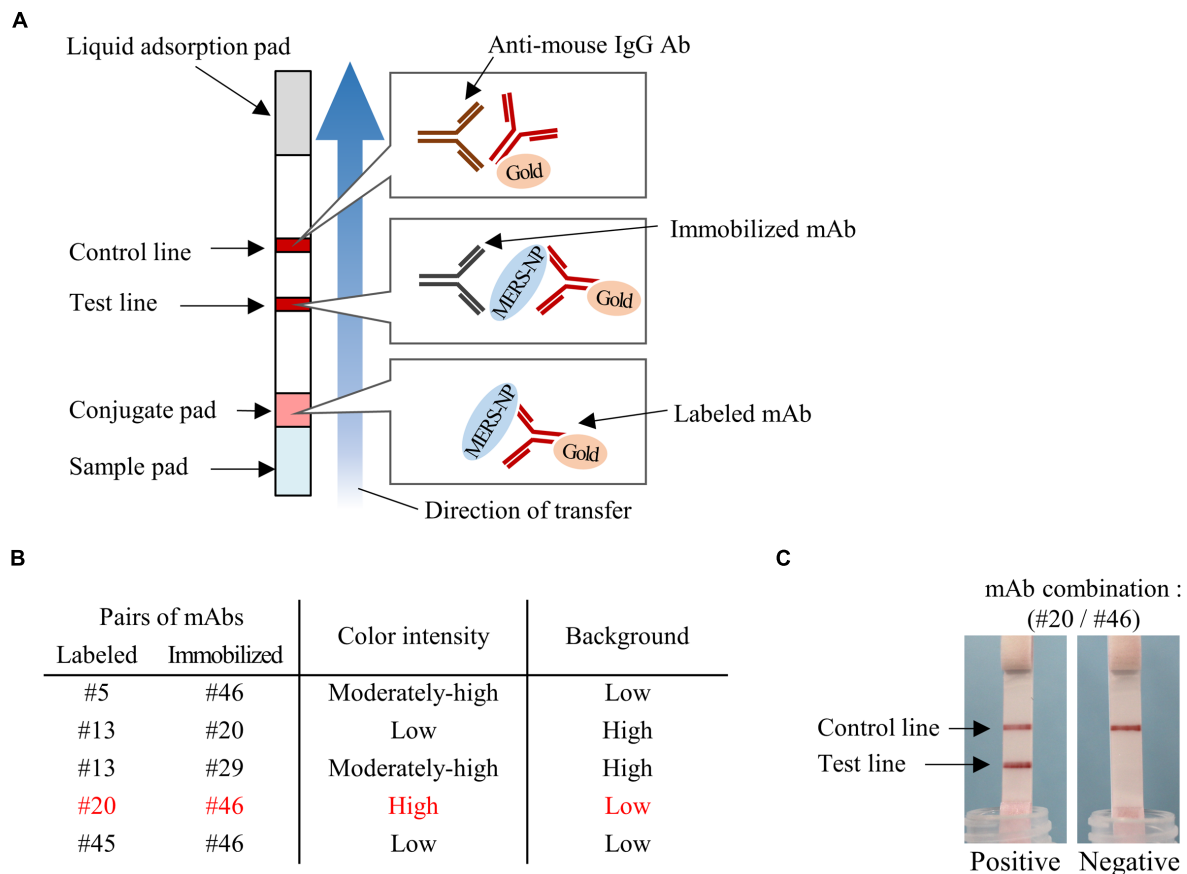 A
Liquid adsorption pad
Anti-mouse IgG Ab
Gold
Control line
Immobilized mAb
MERS-NP
Gold
Test line
Conjugate pad
Labeled mAb
MERS-NP
Gold
Sample pad
Direction of transfer
B
Pairs of mAbs Color intensity Background
Labeled Immobilized
#5 #46 Moderately-high Low
#13 #20 Low High
#13 #29 Moderately-high High
#20 #46 High Low
#45 #46 Low Low
C
mAb combination :
(#20 / #46)
Control line
Test line
Positive Negative